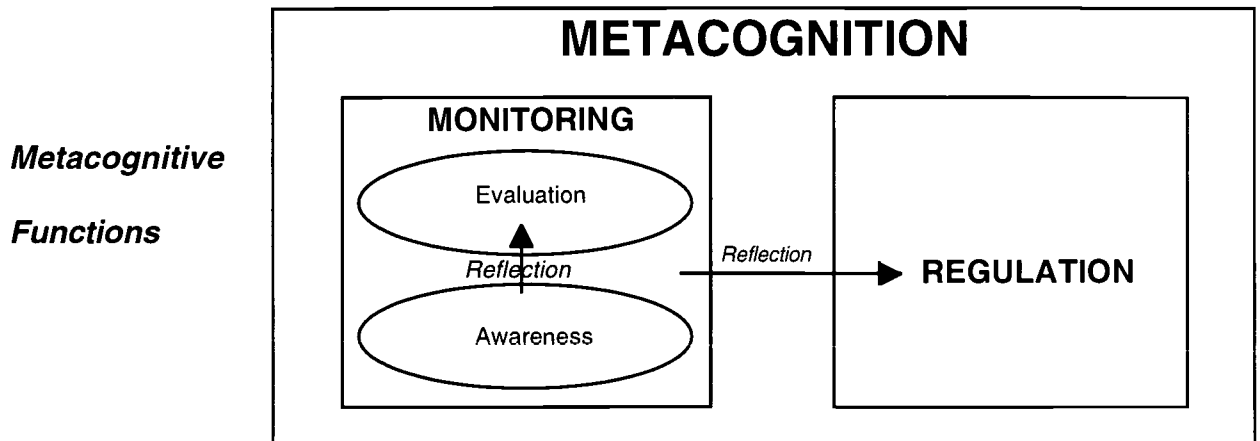 METACOGNITION
MONITORING
Metacognitive
Functions
Evaluation
Reflection
Awareness
Reflection
REGULATION